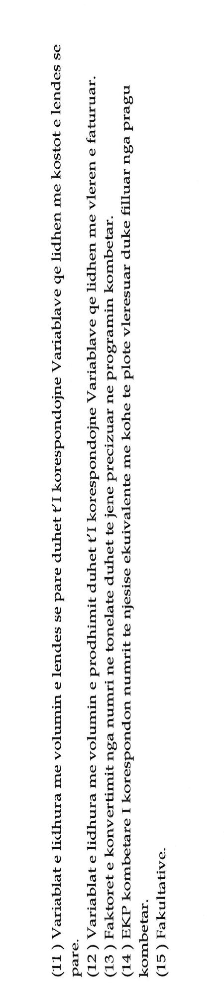 (11 ) Variablat e lidhura me volumin e lendes se pare duhet t'I korespondojne Variablave qe lidhen me kostot e lendes se
pare.
(12 ) Variablat e lidhura me volumin e prodhimit duhet t'I korespondojne Variablave qe lidhen me vleren e faturuar.
(13 ) Faktoret e konvertimit nga numri ne tonelate duhet te jene precizuar ne programin kombetar.
(14 ) EKP kombetare I korespondon numrit te njesise ekuivalente me kohe te plote vleresuar duke filluar nga pragu
kombetar.
(15 ) Fakultative.